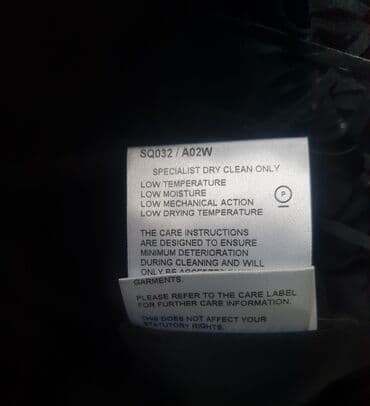 SQ032 / A02W
SPECIALIST DRY CLEAN ONLY
LOW TEMPERATURE
LOW MOISTURE
LOW MECHANICAL ACTION
LOW DRYING TEMPERATURE
P
THE CARE INSTRUCTIONS
ARE DESIGNED TO ENSURE
MINIMUM DETERIORATION
DURING CLEANING AND WILL
ONLY BE
GARMENTS.
PLEASE REFER TO THE CARE LABEL
FOR FURTHER CARE INFORMATION.
THIS DOES NOT AFFECT YOUR
STATUTORY RIGHTS.